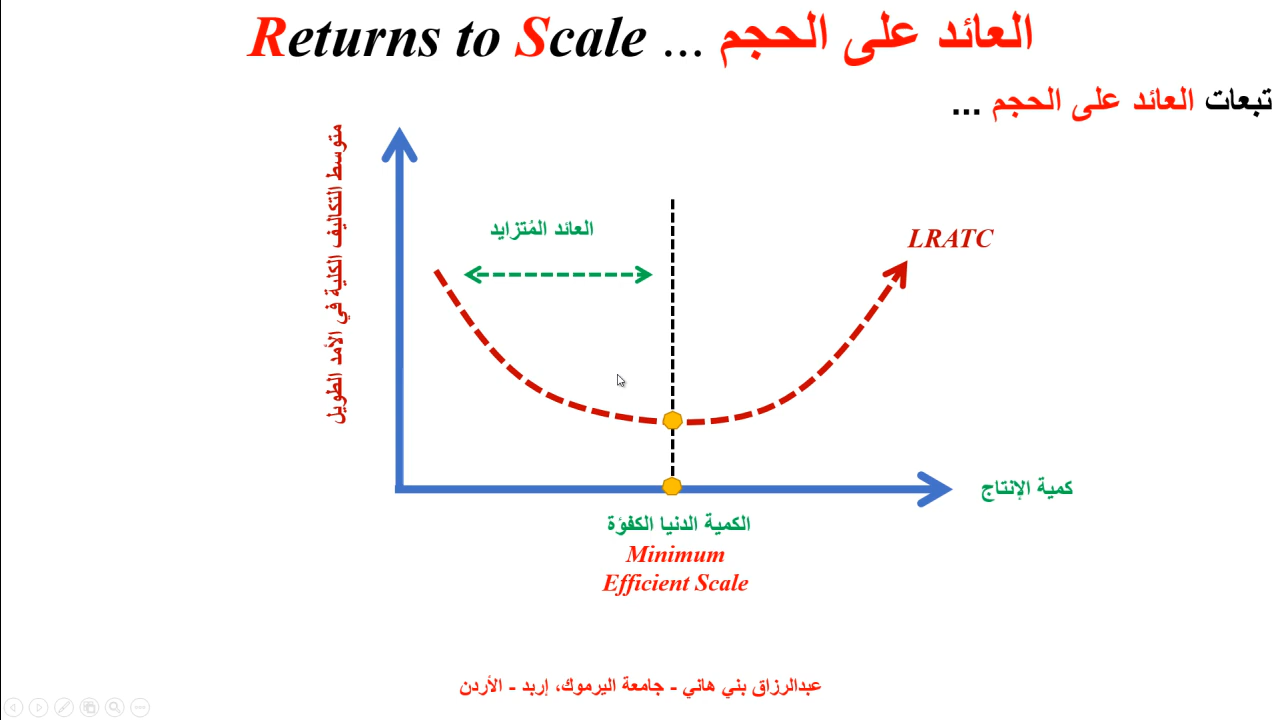 Returns to Scale ... العائد على الحجم
تبعات العائد على الحجم ...
متوسط التكاليف الكلية في الأمد الطويل
العائد المُتزايد
LRATC
كمية الإنتاج
الكمية الدنيا الكفؤة
Minimum
Efficient Scale
عبدالرزاق بني هاني - جامعة اليرموك، إربد - الأردن